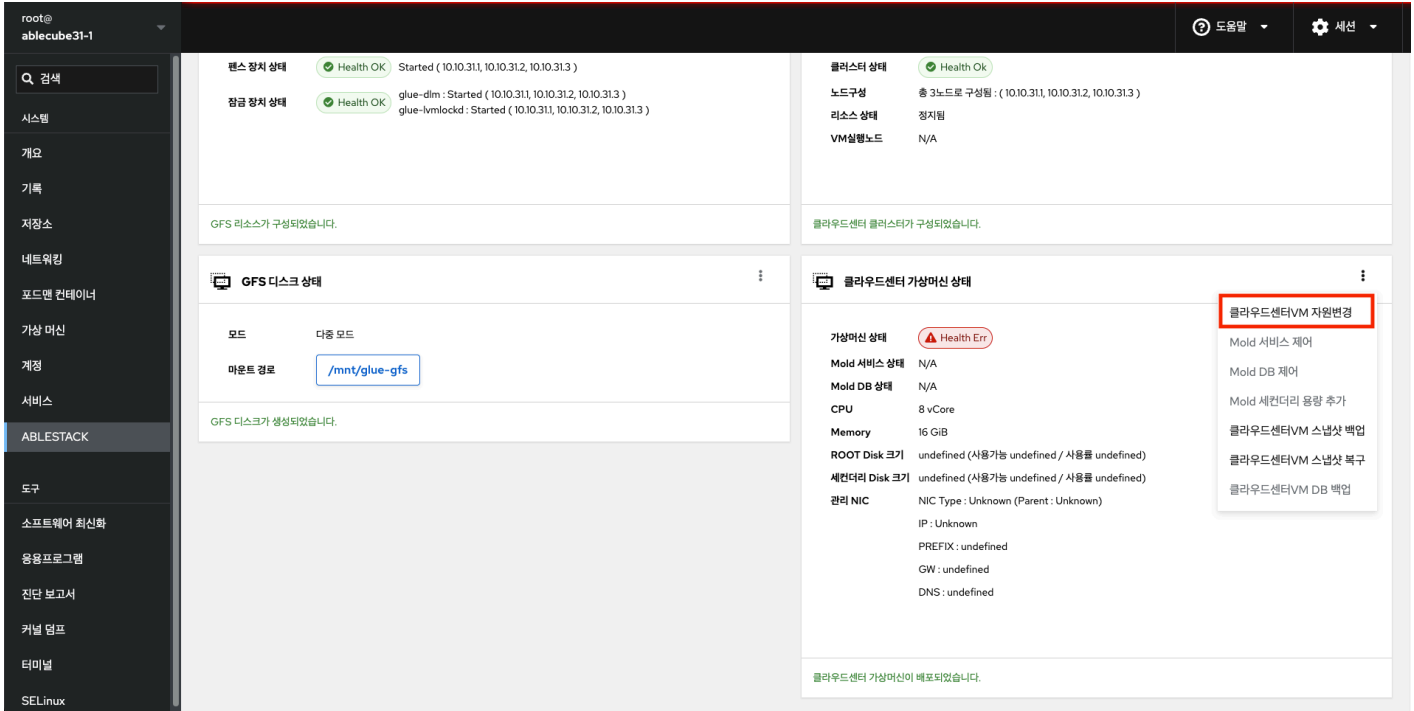 root@
ablecube31-1
도움말
세션
검색
시스템
개요
기록
저장소
네트워킹
포드맨 컨테이너
가상 머신
계정
서비스
ABLESTACK
도구
소프트웨어 최신화
응용프로그램
진단 보고서
커널 덤프
터미널
SELinux
펜스 장치 상태 Health OK Started ( 10.10.31.1, 10.10.31.2, 10.10.31.3 )
잠금 장치 상태 Health OK glue-dlm : Started ( 10.10.31.1, 10.10.31.2, 10.10.31.3 )
glue-lvmlockd : Started ( 10.10.31.1, 10.10.31.2, 10.10.31.3 )
GFS 리소스가 구성되었습니다.
클러스터 상태 Health Ok
노드구성 총 3노드로 구성됨 : ( 10.10.31.1, 10.10.31.2, 10.10.31.3 )
리소스 상태 정지됨
VM실행노드 N/A
클라우드센터 클러스터가 구성되었습니다.
GFS 디스크 상태
모드 다중 모드
마운트 경로 /mnt/glue-gfs
GFS 디스크가 생성되었습니다.
클라우드센터 가상머신 상태
가상머신 상태 Health Err
Mold 서비스 상태 N/A
Mold DB 상태 N/A
CPU 8 vCore
Memory 16 GiB
ROOT Disk 크기 undefined (사용가능 undefined / 사용률 undefined)
세컨더리 Disk 크기 undefined (사용가능 undefined / 사용률 undefined)
관리 NIC NIC Type : Unknown (Parent : Unknown)
IP : Unknown
PREFIX : undefined
GW : undefined
DNS : undefined
클라우드센터 가상머신이 배포되었습니다.
클라우드센터VM 자원변경
Mold 서비스 제어
Mold DB 제어
Mold 세컨더리 용량 추가
클라우드센터VM 스냅샷 백업
클라우드센터VM 스냅샷 복구
클라우드센터VM DB 백업